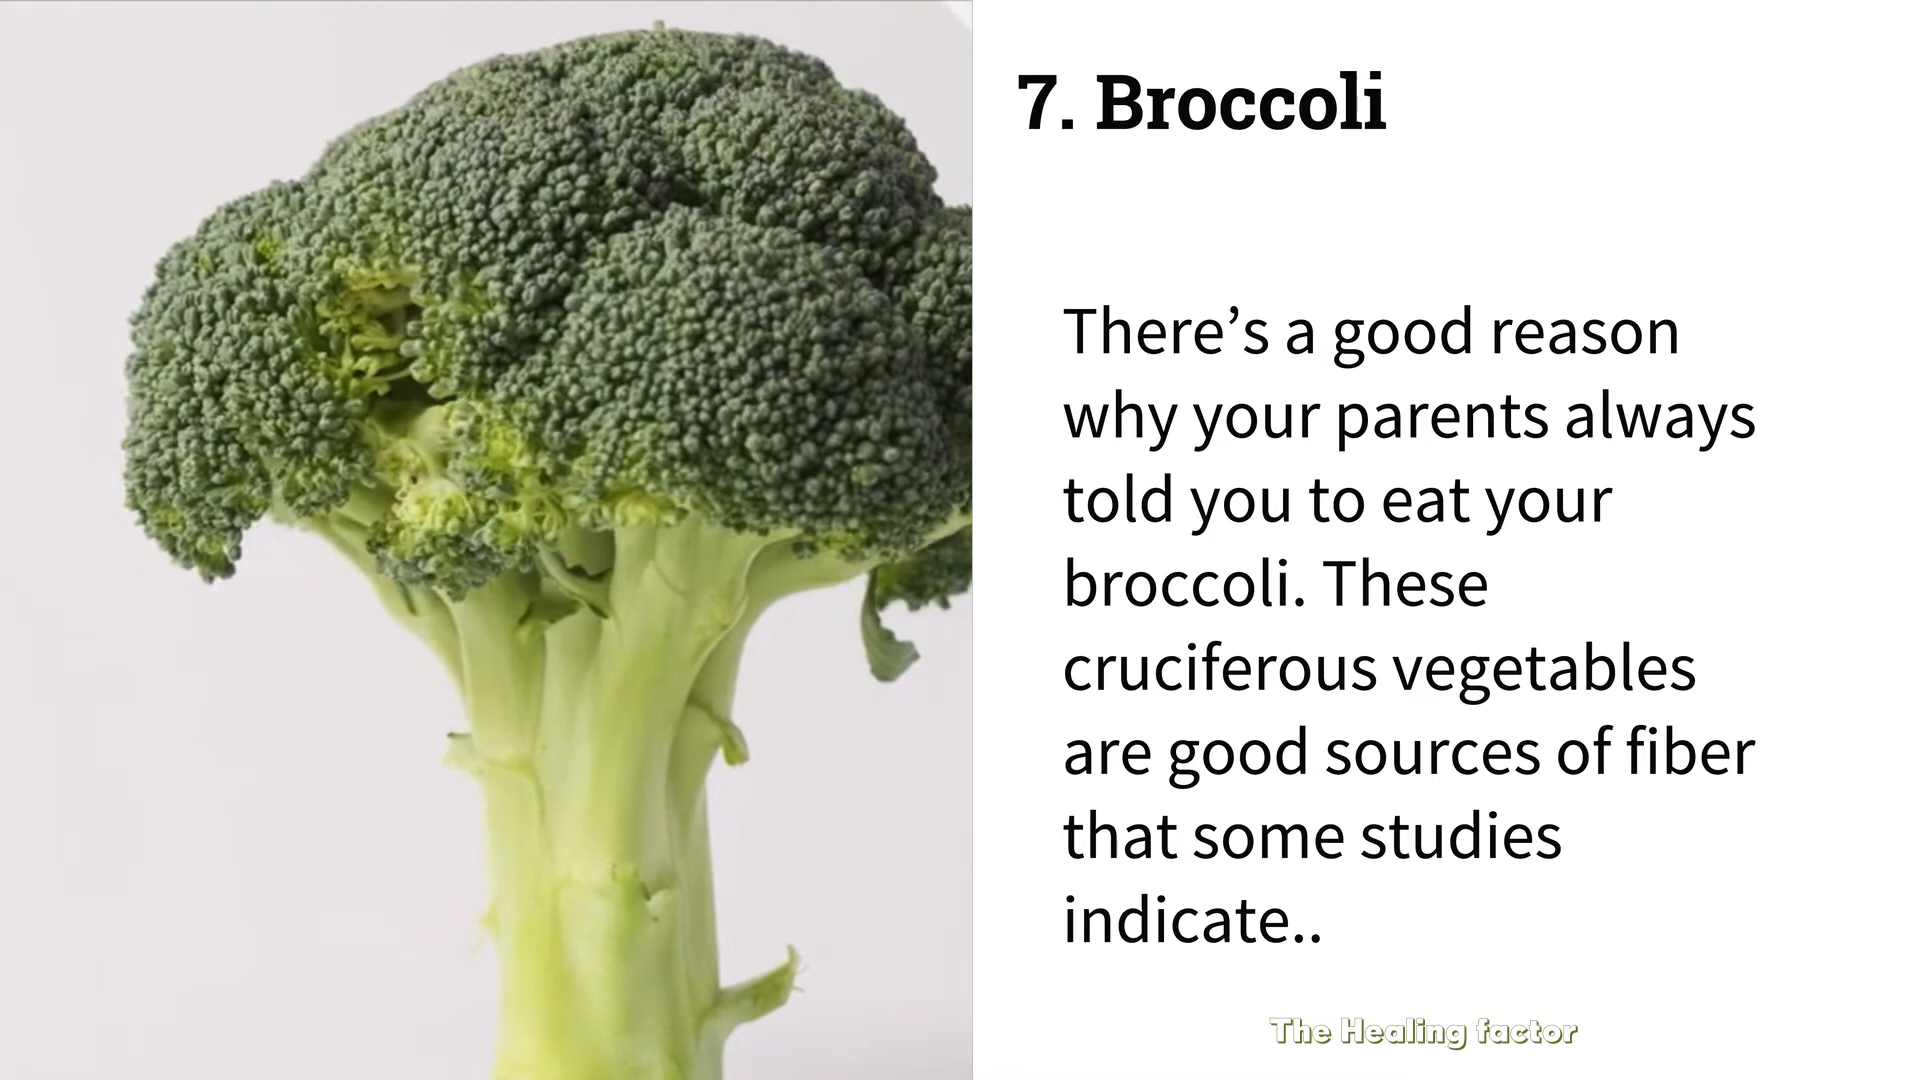 7. Broccoli
There’s a good reason
why your parents always
told you to eat your
broccoli. These
cruciferous vegetables
are good sources of fiber
that some studies
indicate..
The Healing factor